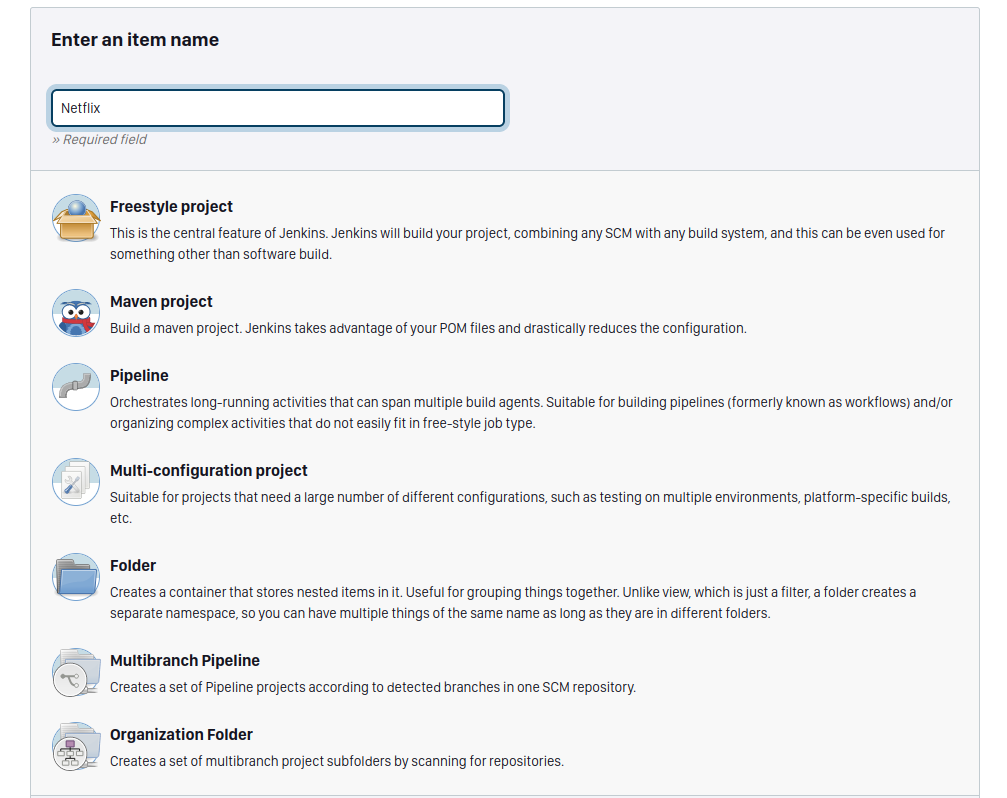 Enter an item name
Netflix
» Required field
Freestyle project
This is the central feature of Jenkins. Jenkins will build your project, combining any SCM with any build system, and this can be even used for
something other than software build.
Maven project
Build a maven project. Jenkins takes advantage of your POM files and drastically reduces the configuration.
Pipeline
Orchestrates long-running activities that can span multiple build agents. Suitable for building pipelines (formerly known as workflows) and/or
organizing complex activities that do not easily fit in free-style job type.
Multi-configuration project
Suitable for projects that need a large number of different configurations, such as testing on multiple environments, platform-specific builds,
etc.
Folder
Creates a container that stores nested items in it. Useful for grouping things together. Unlike view, which is just a filter, a folder creates a
separate namespace, so you can have multiple things of the same name as long as they are in different folders.
Multibranch Pipeline
Creates a set of Pipeline projects according to detected branches in one SCM repository.
Organization Folder
Creates a set of multibranch project subfolders by scanning for repositories.